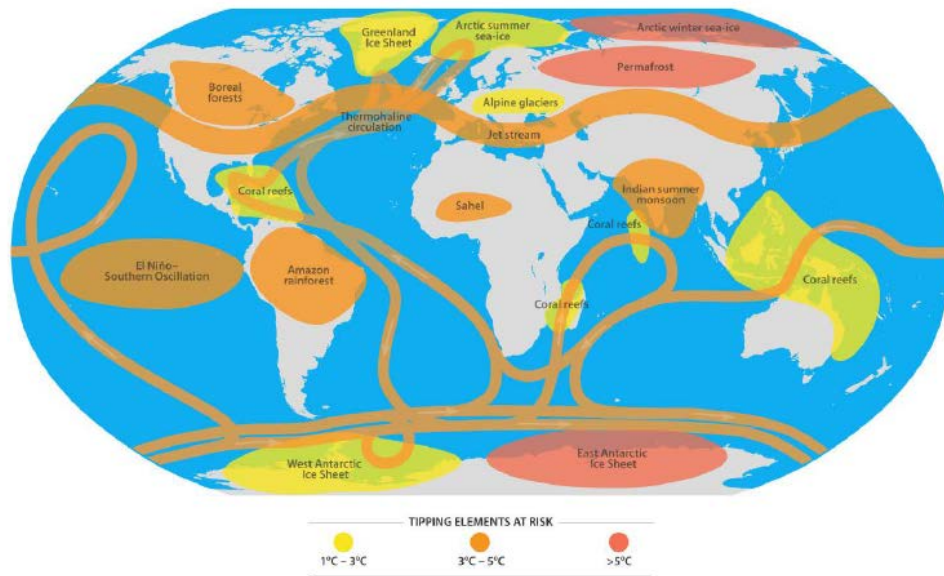 Greenland
Ice Sheet
Arctic summer
sea-ice
Arctic winter sea-ice
Permafrost
Boreal
forests
Alpine glaciers
Thermohaline
circulation
Jet stream
Coral reefs
Sahel
Indian summer
monsoon
Coral reefs
El Niño–
Southern Oscillation
Amazon
rainforest
Coral reefs
Coral reefs
West Antarctic
Ice Sheet
East Antarctic
Ice Sheet
TIPPING ELEMENTS AT RISK
1°C – 3°C
3°C – 5°C
>5°C